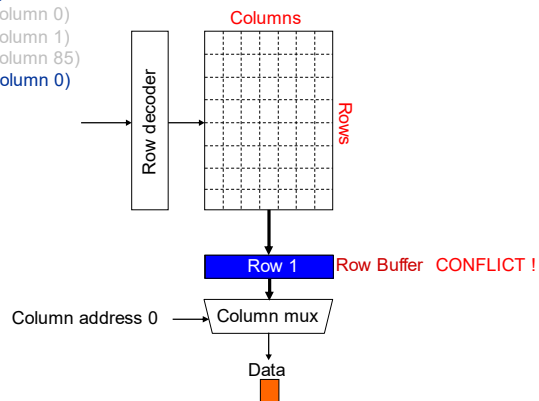 olumn 0)
olumn 1)
olumn 85)
olumn 0)
Columns
Row decoder
Rows
Row 1
Row Buffer CONFLICT !
Column address 0
Column mux
Data